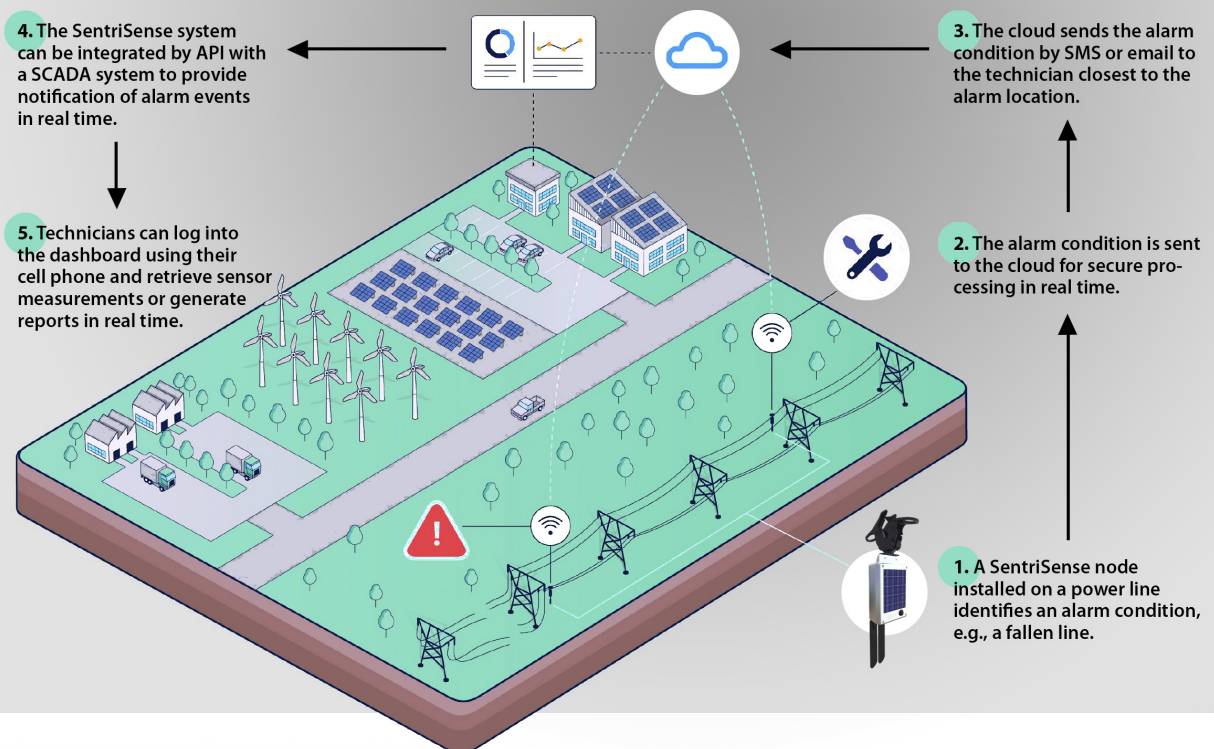 4. The SentriSense system
can be integrated by API with
a SCADA system to provide
notification of alarm events
in real time.
3. The cloud sends the alarm
condition by SMS or email to
the technician closest to the
alarm location.
5. Technicians can log into
the dashboard using their
cell phone and retrieve sensor
measurements or generate
reports in real time.
2. The alarm condition is sent
to the cloud for secure pro-
cessing in real time.
!
1. A SentriSense node
installed on a power line
identifies an alarm condition,
e.g., a fallen line.